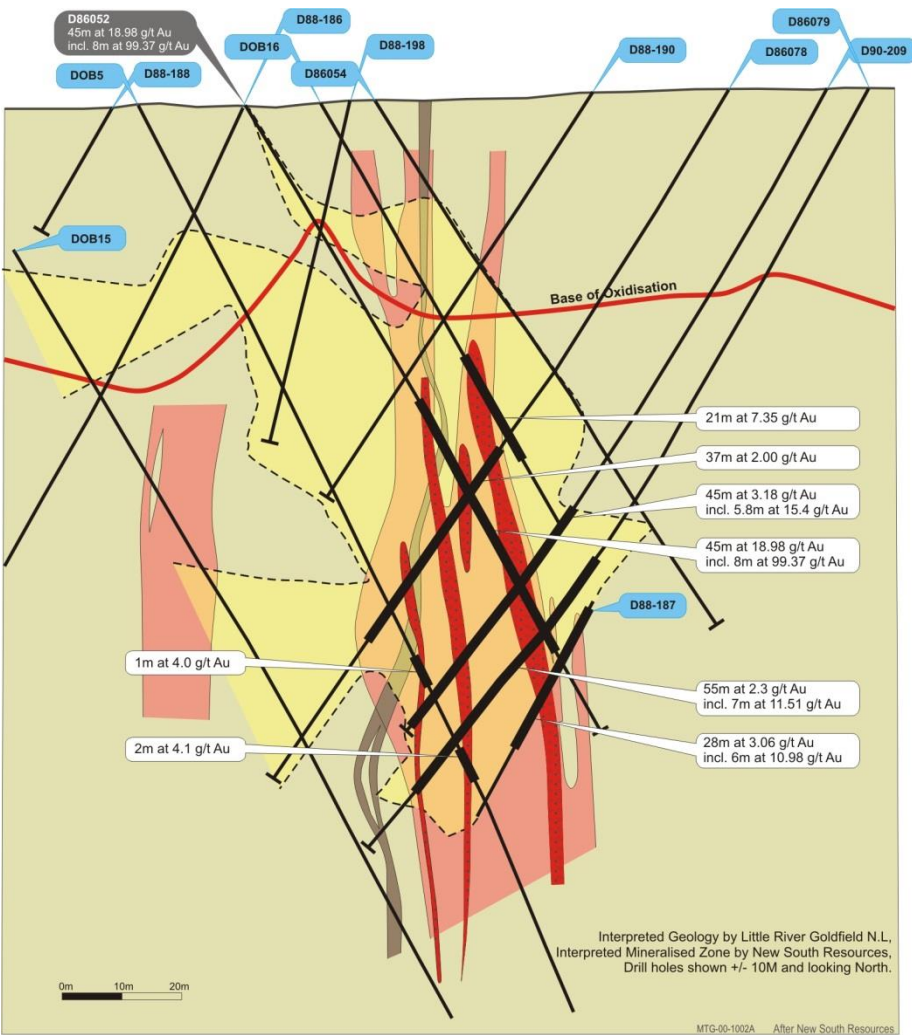 D86052
45m at 18.98 g/t Au
incl. 8m at 99.37 g/t Au
D88-186
DOB16
D88-198
D86054
DOB5
D88-188
D88-190
D86079
D86078
D90-209
DOB15
Base of Oxidisation
21m at 7.35 g/t Au
37m at 2.00 g/t Au
45m at 3.18 g/t Au
incl. 5.8m at 15.4 g/t Au
45m at 18.98 g/t Au
incl. 8m at 99.37 g/t Au
D88-187
1m at 4.0 g/t Au
55m at 2.3 g/t Au
incl. 7m at 11.51 g/t Au
2m at 4.1 g/t Au
28m at 3.06 g/t Au
incl. 6m at 10.98 g/t Au
Interpreted Geology by Little River Goldfield N.L,
Interpreted Mineralised Zone by New South Resources,
Drill holes shown +/- 10M and looking North.
0m 10m 20m
MTG-00-1002A After New South Resources